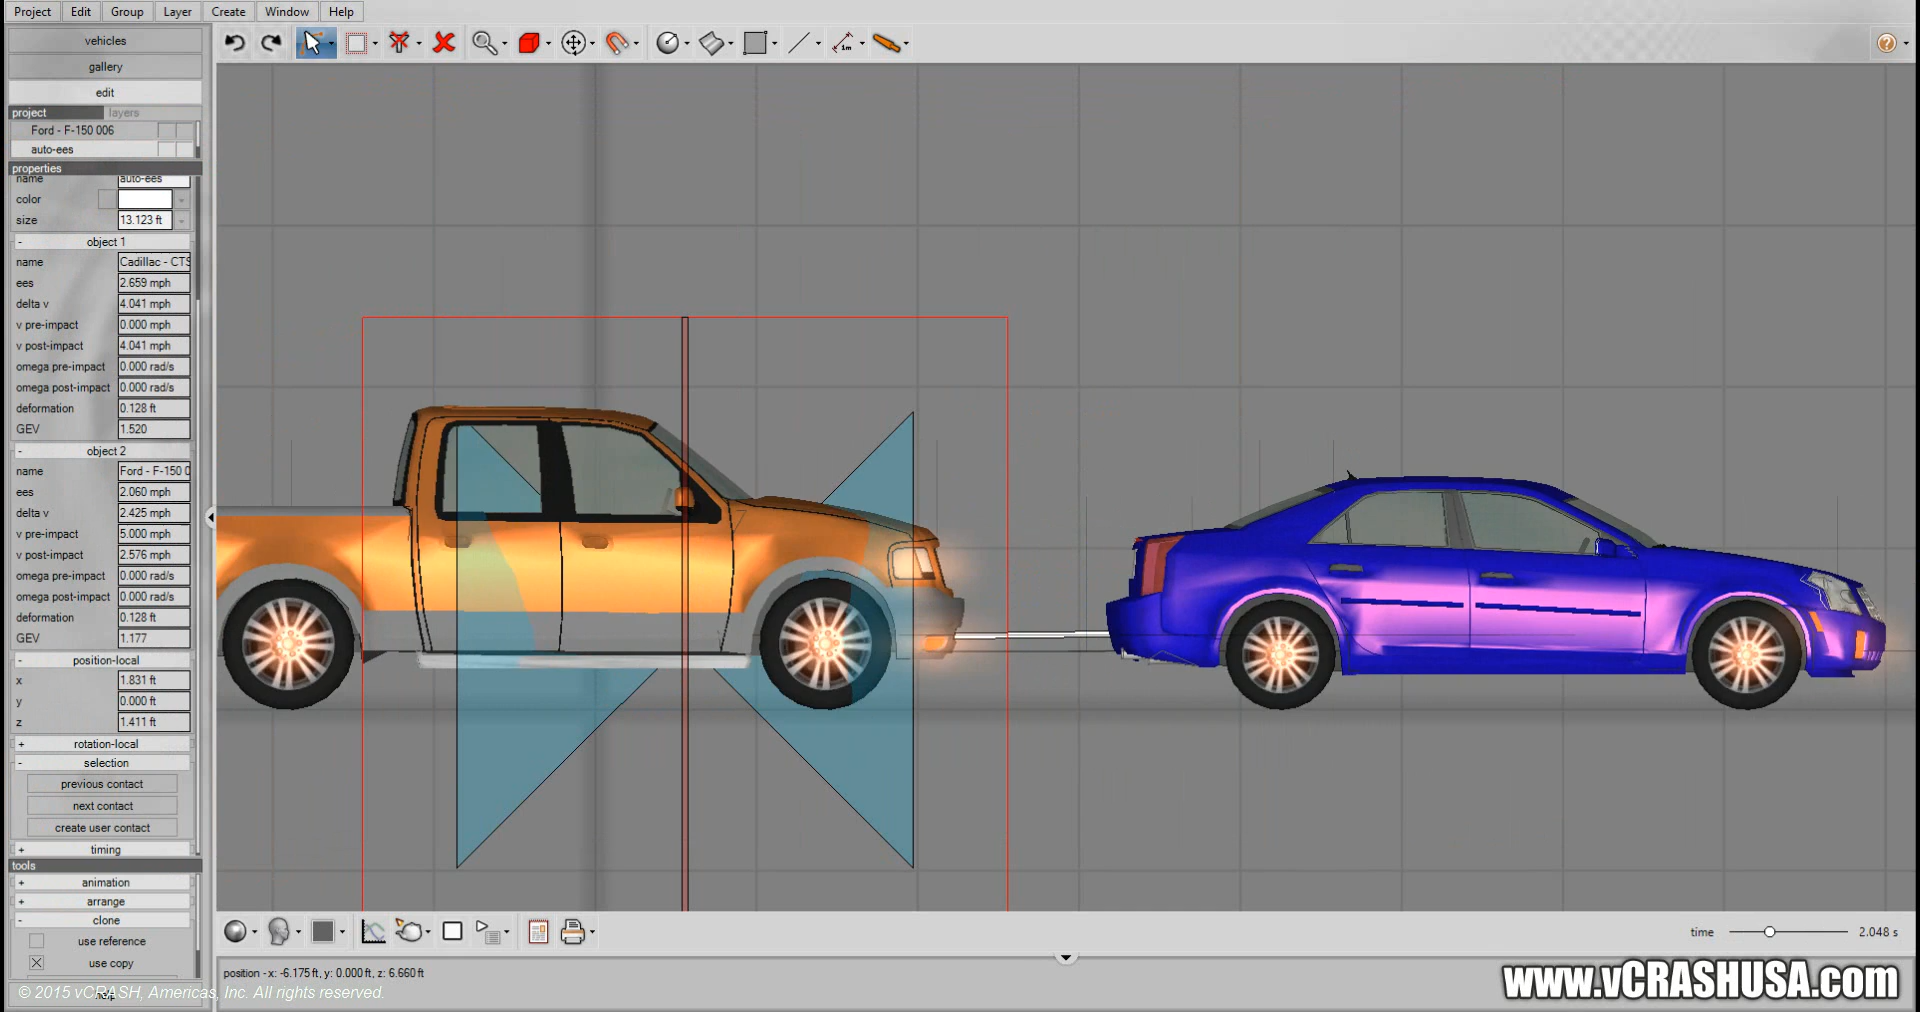 Project Edit Group Layer Create Window Help
vehicles
gallery
edit
project layers
Ford - F-150 006
auto-ees
properties
name auto-ees
color
size 13.123 ft
- object 1
name Cadillac - CTS
ees 2.659 mph
delta v 4.041 mph
v pre-impact 0.000 mph
v post-impact 4.041 mph
omega pre-impact 0.000 rad/s
omega post-impact 0.000 rad/s
deformation 0.128 ft
GEV 1.520
- object 2
name Ford - F-150 0
ees 2.060 mph
delta v 2.425 mph
v pre-impact 5.000 mph
v post-impact 2.576 mph
omega pre-impact 0.000 rad/s
omega post-impact 0.000 rad/s
deformation 0.128 ft
GEV 1.177
- position-local
x 1.831 ft
y 0.000 ft
z 1.411 ft
+ rotation-local
- selection
previous contact
next contact
create user contact
+ timing
tools
+ animation
+ arrange
- clone
use reference
use copy
help
© 2015 vCRASH, Americas, Inc. All rights reserved.
1m
time 2.048 s
position - x: -6.175 ft, y: 0.000 ft, z: 6.660 ft
www.vCRASHUSA.com